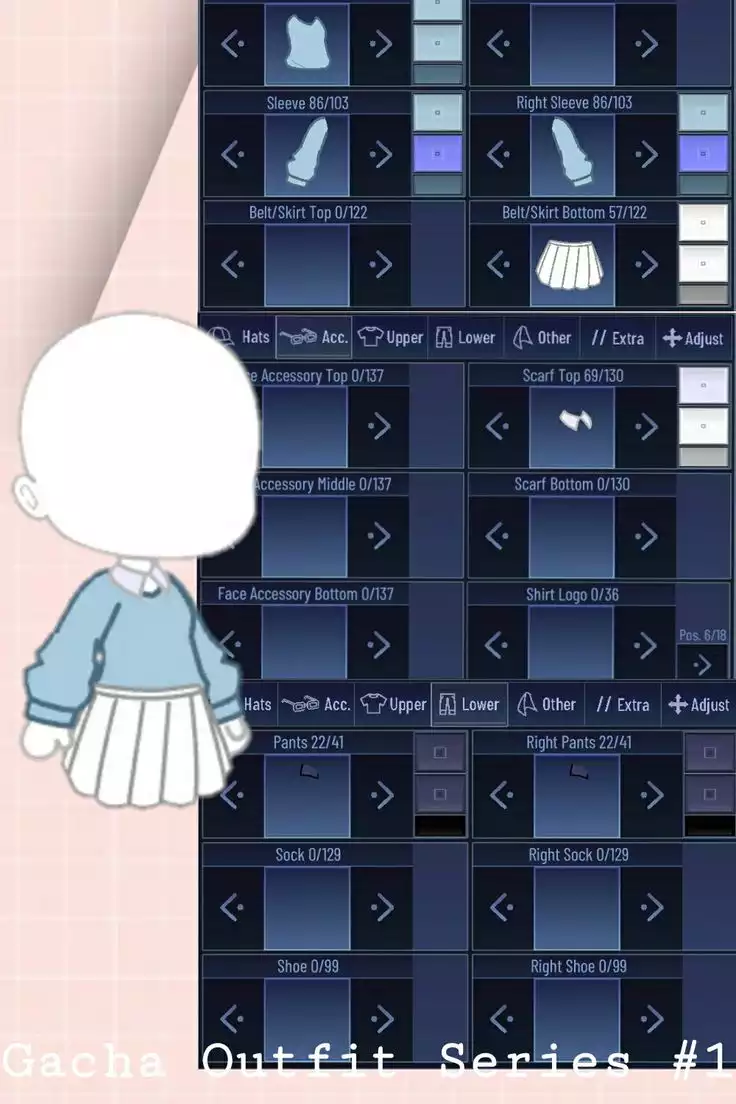 Sleeve 86/103
Right Sleeve 86/103
Belt/Skirt Top 0/122
Belt/Skirt Bottom 57/122
Hats Acc. Upper Lower Other Extra Adjust
Accessory Top 0/137
Scarf Top 69/130
Accessory Middle 0/137
Scarf Bottom 0/130
Face Accessory Bottom 0/137
Shirt Logo 0/36
Pos. 6/18
Hats Acc. Upper Lower Other Extra Adjust
Pants 22/41
Right Pants 22/41
Sock 0/129
Right Sock 0/129
Shoe 0/99
Right Shoe 0/99
Gacha Outfit Series #1